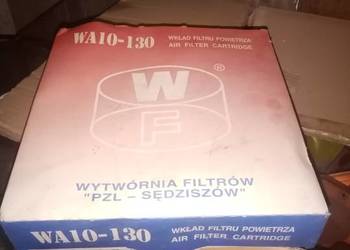 WA10-130
WKŁAD FILTRU POWIETRZA
AIR FILTER CARTRIDGE
W
F
®
WYTWÓRNIA FILTRÓW
"PZL - SĘDZISZÓW"
WA10-130
WKŁAD FILTRU POWIETRZA
AIR FILTER CARTRIDGE